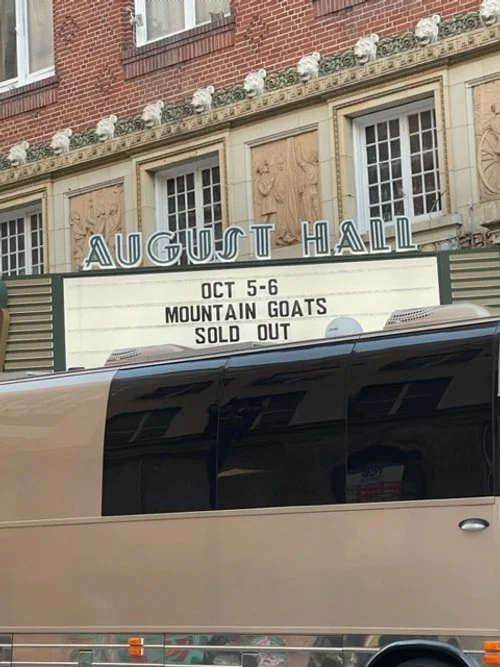 AUGUST HALL
OCT 5-6
MOUNTAIN GOATS
SOLD OUT